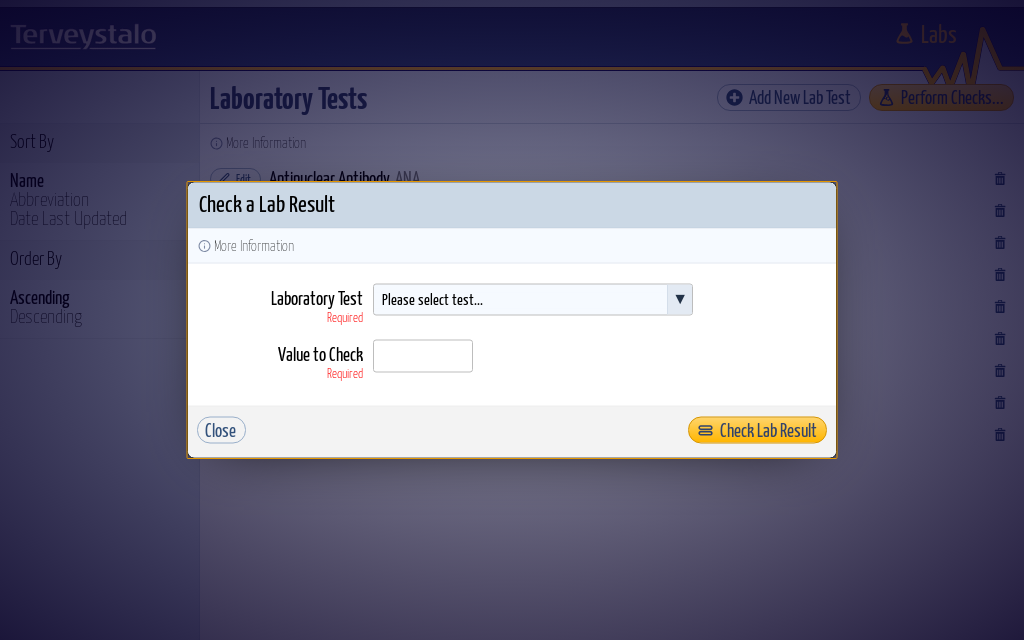 Terveystalo
Labs
Laboratory Tests
Add New Lab Test
Perform Checks...
More Information
Sort By
Name
Abbreviation
Date Last Updated
Order By
Ascending
Descending
Edit
Antinuclear Antibody ANA
Check a Lab Result
More Information
Laboratory Test
Required
Please select test...
Value to Check
Required
Close
Check Lab Result